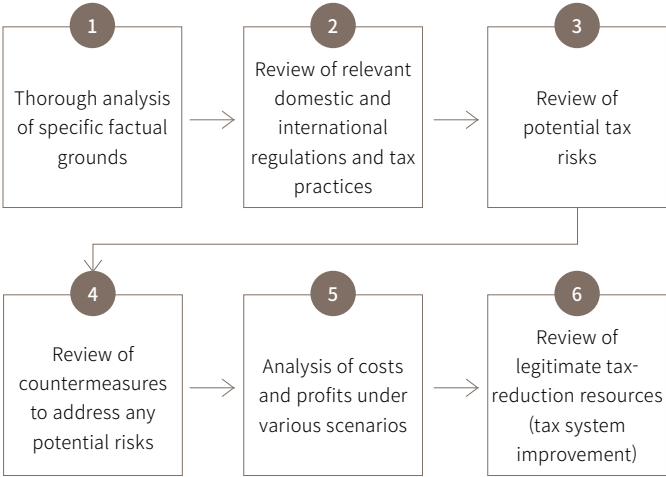 1
Thorough analysis
of specific factual
grounds
2
Review of relevant
domestic and
international
regulations and tax
practices
3
Review of
potential tax
risks
4
Review of
countermeasures
to address any
potential risks
5
Analysis of costs
and profits under
various scenarios
6
Review of
legitimate tax-
reduction resources
(tax system
improvement)